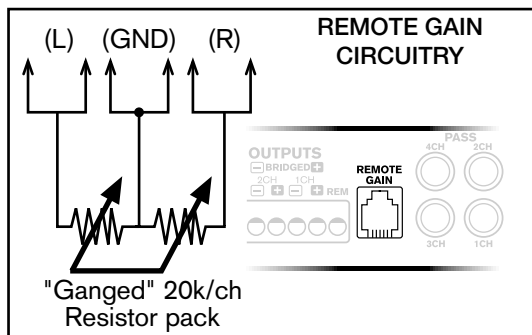 (L) (GND) (R)
REMOTE GAIN
CIRCUITRY
PASS
4CH 2CH
OUTPUTS
BRIDGED
2CH 1CH
REM
REMOTE
GAIN
3CH 1CH
"Ganged" 20k/ch
Resistor pack